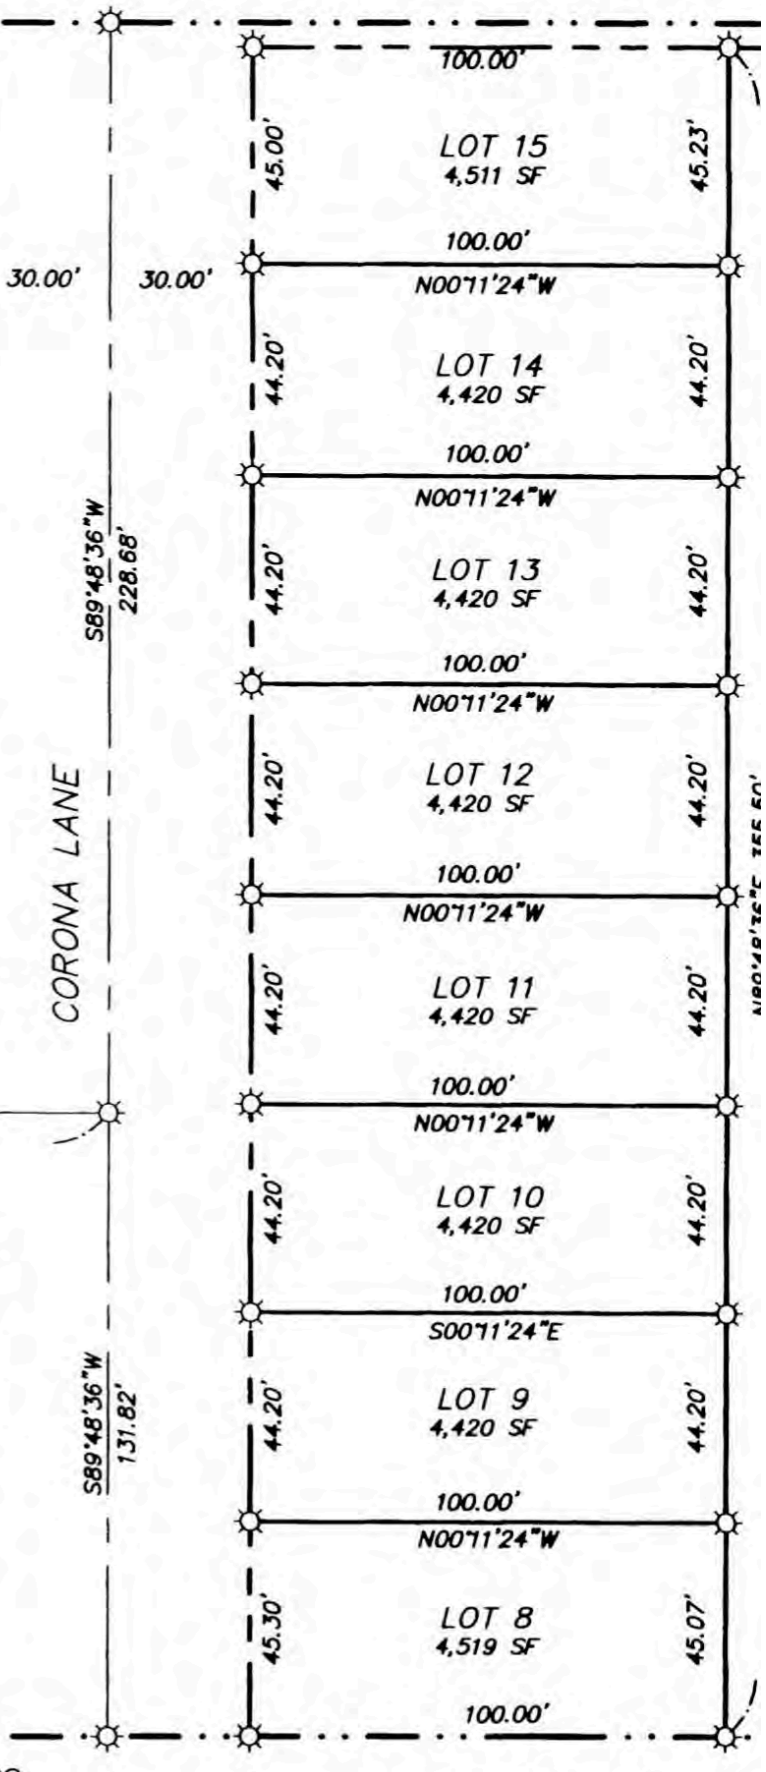 100.00'
45.00'
LOT 15
4,511 SF
45.23'
100.00'
N00°11'24"W
30.00'
30.00'
44.20'
LOT 14
4,420 SF
44.20'
100.00'
N00°11'24"W
S89°48'36"W
228.68'
44.20'
LOT 13
4,420 SF
44.20'
100.00'
N00°11'24"W
CORONA LANE
44.20'
LOT 12
4,420 SF
44.20'
100.00'
N00°11'24"W
44.20'
LOT 11
4,420 SF
44.20'
100.00'
N00°11'24"W
44.20'
LOT 10
4,420 SF
44.20'
100.00'
S00°11'24"E
S89°48'36"W
131.82'
44.20'
LOT 9
4,420 SF
44.20'
100.00'
N00°11'24"W
45.30'
LOT 8
4,519 SF
45.07'
100.00'